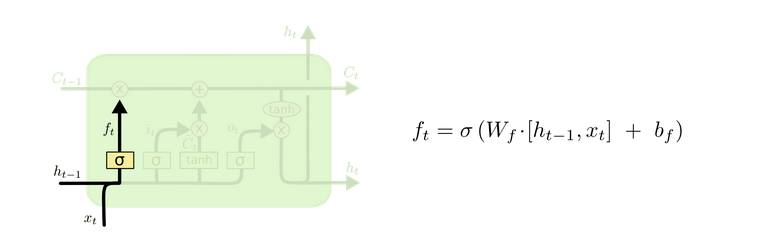 h_t
C_{t-1}
C_t
x
+
tanh
f_t
i_t
o_t
x
x
C̃_t
σ
σ
tanh
σ
h_{t-1}
h_t
x_t
f_t = σ (W_f · [h_{t-1}, x_t] + b_f)